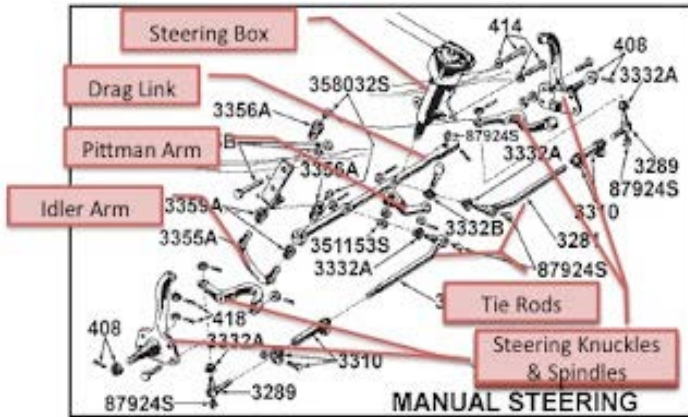 Steering Box
414
408
Drag Link
358032S
3332A
3356A
87924S
Pittman Arm
3332A
3289
3356A
87924S
Idler Arm
3310
3332B
3281
3355A
351153S
3332A
87924S
Tie Rods
418
408
3332A
3310
Steering Knuckles
& Spindles
3289
87924S
MANUAL STEERING